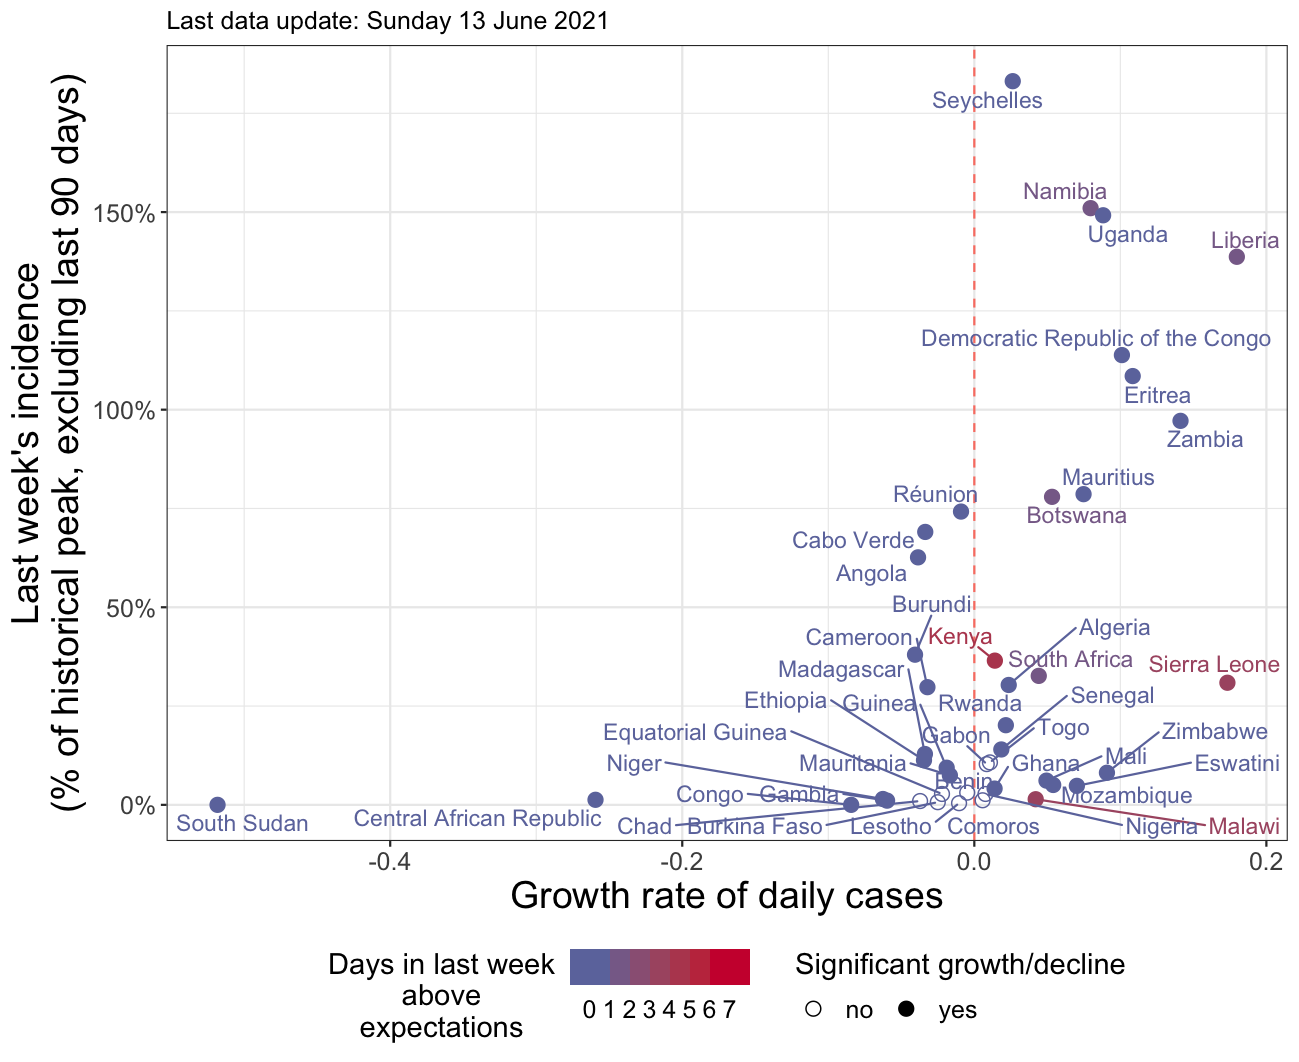 Last data update: Sunday 13 June 2021
Last week's incidence
(% of historical peak, excluding last 90 days)
150%
100%
50%
0%
Seychelles
Namibia
Uganda
Liberia
Democratic Republic of the Congo
Eritrea
Zambia
Mauritius
Réunion
Botswana
Cabo Verde
Angola
Burundi
Algeria
Cameroon
Kenya
South Africa
Sierra Leone
Madagascar
Ethiopia
Guinea
Rwanda
Senegal
Equatorial Guinea
Gabon
Togo
Zimbabwe
Niger
Mauritania
Ghana
Mali
Eswatini
Benin
Congo
Gambia
Mozambique
South Sudan
Central African Republic
Chad
Burkina Faso
Lesotho
Comoros
Nigeria
Malawi
-0.4
-0.2
0.0
0.2
Growth rate of daily cases
Days in last week
above
expectations
0 1 2 3 4 5 6 7
Significant growth/decline
no
yes